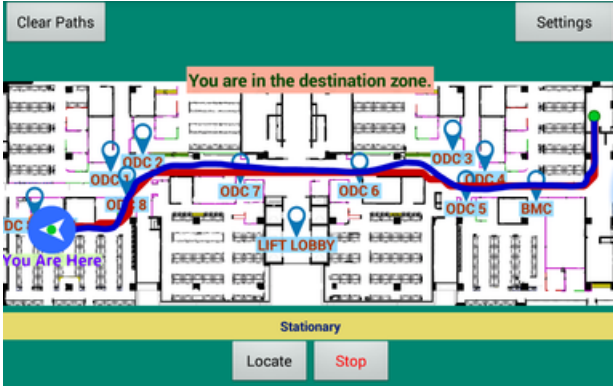 Clear Paths
Settings
You are in the destination zone.
ODC 2
ODC 3
ODC 1
ODC 4
ODC 7
ODC 6
ODC 8
ODC 5
BMC
LIFT LOBBY
You Are Here
Stationary
Locate
Stop